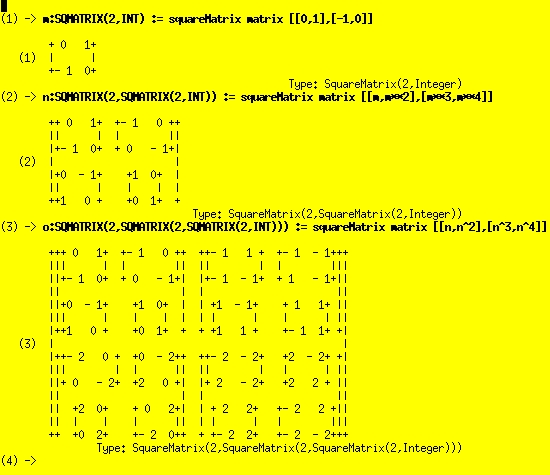 (1) -> m:SQMATRIX(2,INT) := squareMatrix matrix [[0,1],[-1,0]]
+ 0   1+
(1)  |      |
+- 1  0+
Type: SquareMatrix(2,Integer)
(2) -> n:SQMATRIX(2,SQMATRIX(2,INT)) := squareMatrix matrix [[m,m**2],[m**3,m**4]]
++ 0   1+  +- 1   0 ++
||      |  |        ||
|+- 1  0+  + 0   - 1+|
(2)  |                    |
|+0  - 1+    +1  0+  |
||      |    |    |  |
++1   0 +    +0  1+  +
Type: SquareMatrix(2,SquareMatrix(2,Integer))
(3) -> o:SQMATRIX(2,SQMATRIX(2,SQMATRIX(2,INT))) := squareMatrix matrix [[n,n^2],[n^3,n^4]]
+++ 0   1+  +- 1   0 ++  ++- 1   1 +  +- 1  - 1+++
|||      |  |        ||  ||        |  |        |||
||+- 1  0+  + 0   - 1+|  |+- 1  - 1+  + 1   - 1+||
||                    |  |                      ||
||+0  - 1+    +1  0+  |  | +1  - 1+    + 1   1+ ||
|||      |    |    |  |  | |      |    |      | ||
|++1   0 +    +0  1+  +  + +1   1 +    +- 1  1+ +|
(3)  |                                                |
|++- 2   0 +  +0  - 2++  ++- 2  - 2+  +2  - 2+  +|
|||        |  |      ||  ||        |  |      |  ||
||+ 0   - 2+  +2   0 +|  |+ 2   - 2+  +2   2 +  ||
||                    |  |                      ||
||  +2  0+    + 0   2+|  | + 2   2+   +- 2   2 +||
||  |    |    |      ||  | |      |   |        |||
++  +0  2+    +- 2  0++  + +- 2  2+   +- 2  - 2+++
Type: SquareMatrix(2,SquareMatrix(2,SquareMatrix(2,Integer)))
(4) ->